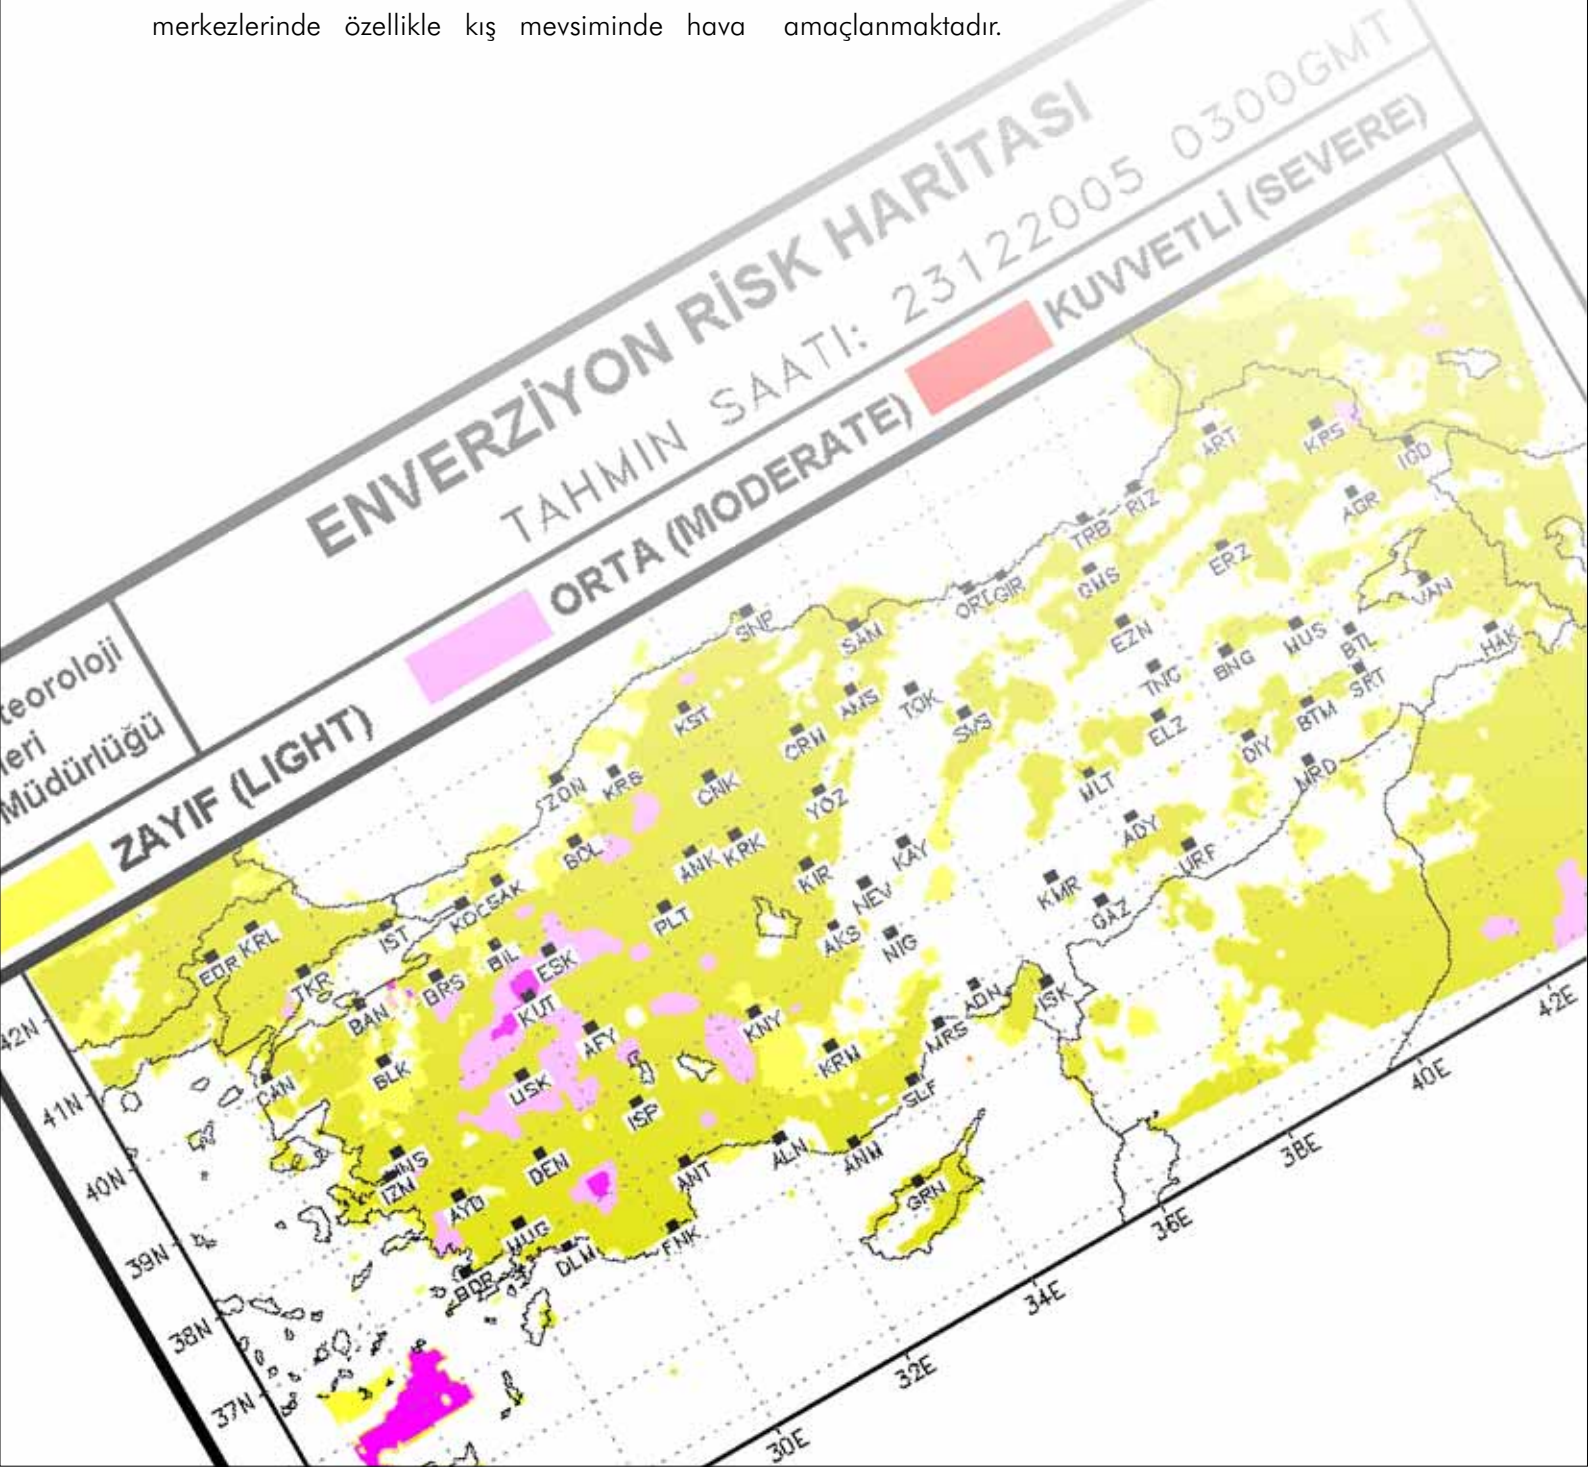 merkezlerinde özellikle kış mevsiminde hava
amaçlanmaktadır.
ENVERZİYON RİSK HARİTASI
TAHMIN SAATI: 23122005 0300GMT
teoroloji
leri
Müdürlüğü
ZAYIF (LIGHT)
ORTA (MODERATE)
KUVVETLİ (SEVERE)
ART
KRS
IGD
AGR
RIZ
TRB
GMS
ERZ
ORD
GIR
VAN
SNP
SAM
EZN
MUS
BTL
HAK
BNG
TNC
SRT
KST
AMS
TOK
SVS
CRM
ELZ
BTM
DIY
MRD
ZON
KRB
CNK
YOZ
MLT
ADY
BOL
ANK
KRK
KIR
KAY
NEV
URF
KMR
GAZ
KOC
SAK
IST
KRL
EDR
TKR
PLT
AKS
NIG
BIL
ESK
BRS
KUT
BAN
AFY
KNY
ADN
ISK
MRS
KRM
CAN
BLK
USK
ISP
SLF
DEN
ANT
ALN
ANM
IZN
AYD
GRN
MUG
DLM
FNK
BDR
42N
41N
40N
39N
38N
37N
30E
32E
34E
36E
38E
40E
42E